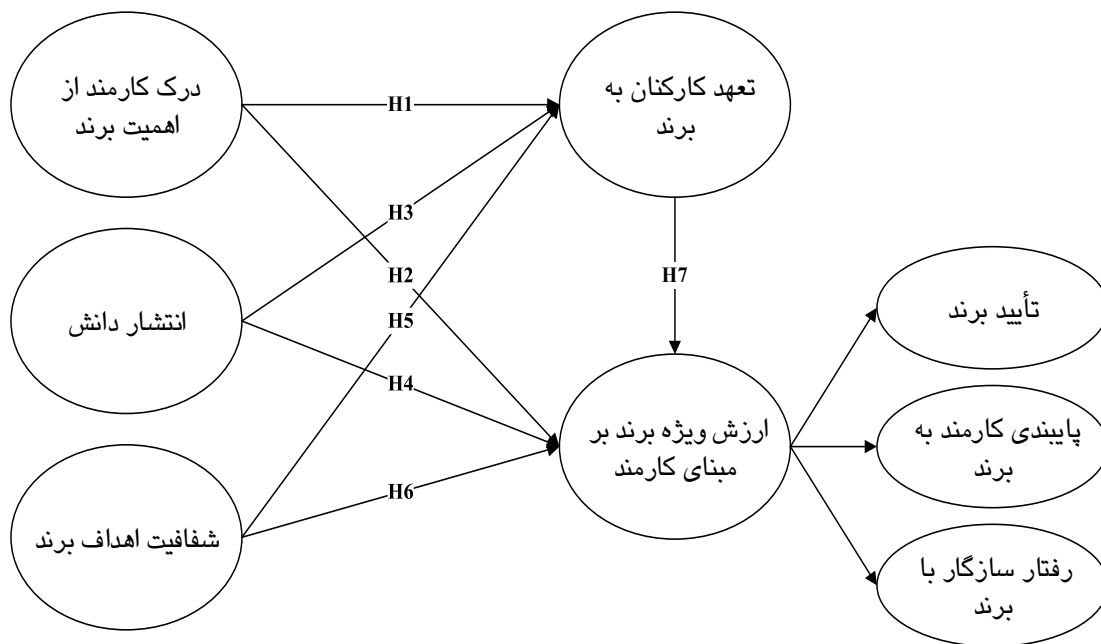 درک کارمند از
اهمیت برند
تعهد کارکنان به
برند
H1
H3
H2
H7
انتشار دانش
H5
تأیید برند
H4
ارزش ویژه برند بر
مبنای کارمند
پایبندی کارمند به
برند
H6
شفافیت اهداف برند
رفتار سازگار با
برند